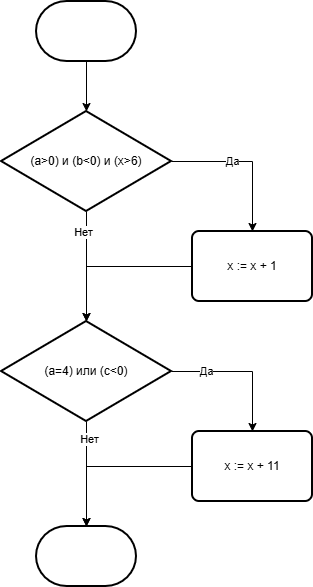 (a>0) и (b<0) и (x>6)
Да
Нет
x := x + 1
(a=4) или (c<0)
Да
Нет
x := x + 11